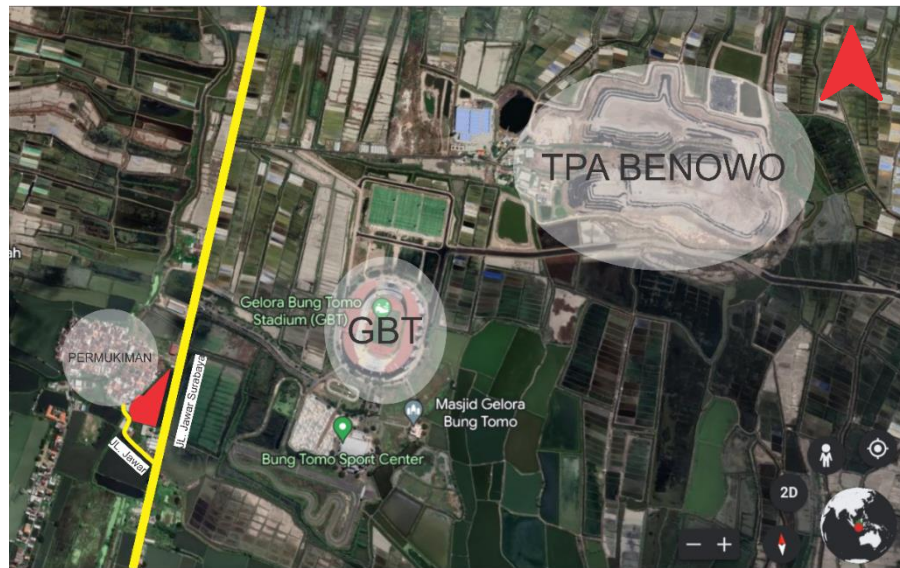 TPA BENOWO
Gelora Bung Tomo
Stadium (GBT)
GBT
ah
PERMUKIMAN
JL. Jawar Surabaya
JL. Jawar
Masjid Gelora
Bung Tomo
Bung Tomo Sport Center
2D
− +